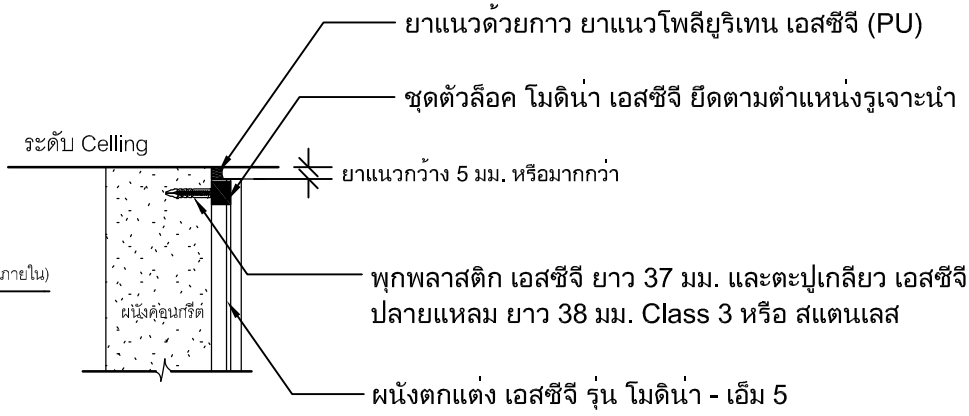 ยาแนวด้วยกาว ยาแนวโพลียูริเทน เอสซีจี (PU)
ชุดตัวล็อค โมดิน่า เอสซีจี ยึดตามตำแหน่งรูเจาะนำ
ระดับ Celling
ยาแนวกว้าง 5 มม. หรือมากกว่า
ภายใน)
พุกพลาสติก เอสซีจี ยาว 37 มม. และตะปูเกลียว เอสซีจี
ปลายแหลม ยาว 38 มม. Class 3 หรือ สแตนเลส
ผนังคอนกรีต
ผนังตกแต่ง เอสซีจี รุ่น โมดิน่า - เอ็ม 5